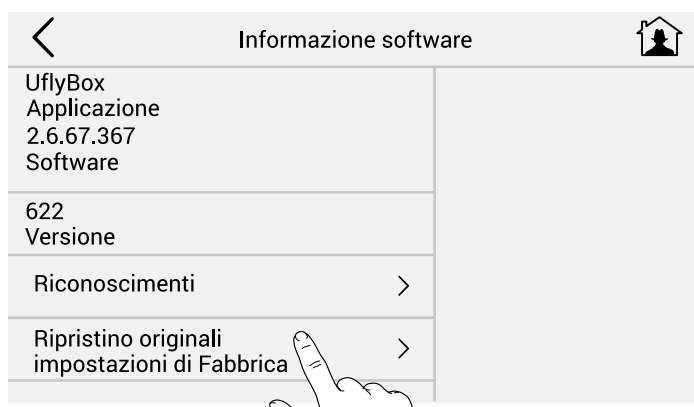 Informazione software
UflyBox
Applicazione
2.6.67.367
Software
622
Versione
Riconoscimenti
Ripristino originali
impostazioni di Fabbrica